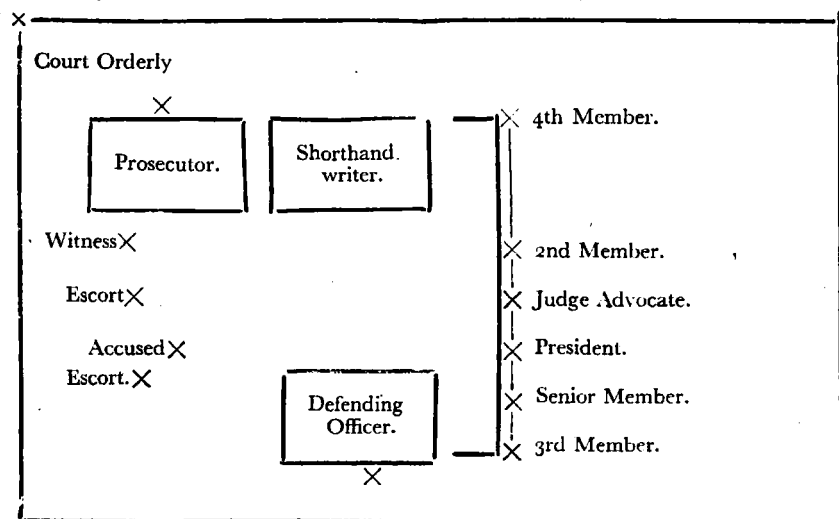 Court Orderly
Prosecutor.
Shorthand
writer.
4th Member.
Witness
2nd Member.
Escort
Judge Advocate.
Accused
President.
Escort.
Defending
Officer.
Senior Member.
3rd Member.